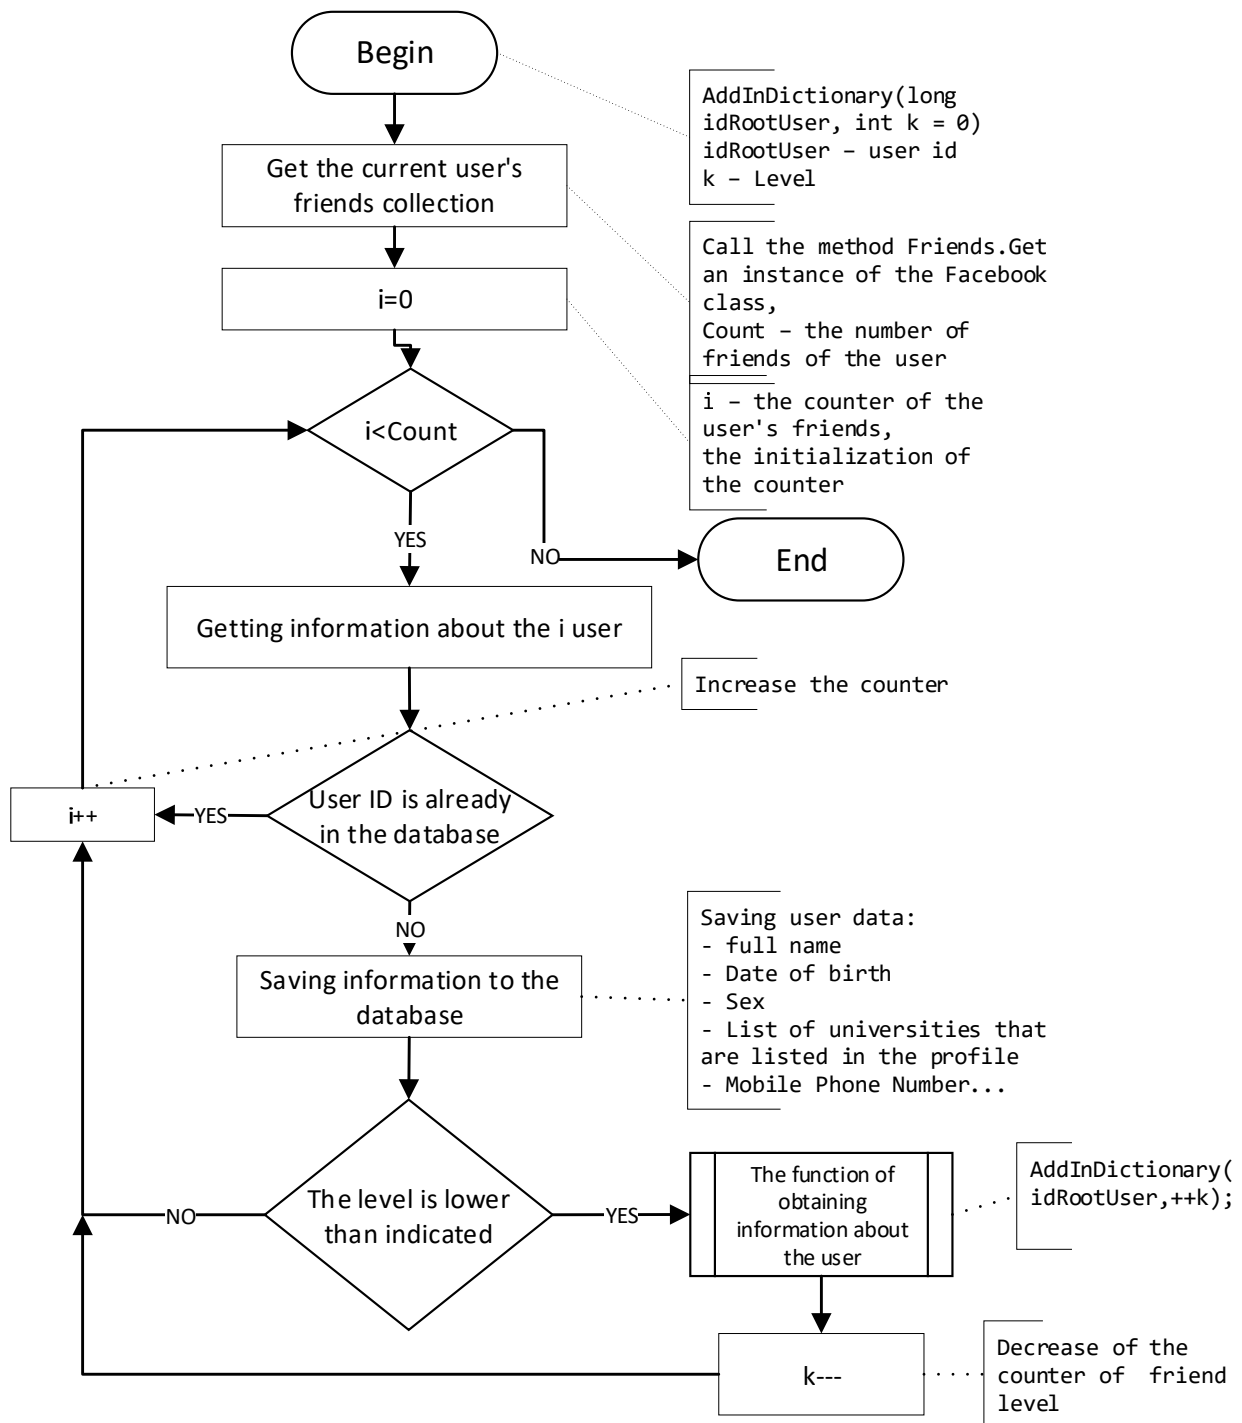 Begin
AddInDictionary(long
idRootUser, int k = 0)
idRootUser – user id
k – Level
Get the current user's
friends collection
Call the method Friends.Get
an instance of the Facebook
class,
Count – the number of
friends of the user
i=0
i – the counter of the
user's friends,
the initialization of
the counter
i<Count
YES
NO
End
Getting information about the i user
Increase the counter
i++
YES
User ID is already
in the database
NO
Saving information to the
database
Saving user data:
- full name
- Date of birth
- Sex
- List of universities that
are listed in the profile
- Mobile Phone Number...
The level is lower
than indicated
NO
YES
The function of
obtaining
information about
the user
AddInDictionary(
idRootUser,++k);
k---
Decrease of the
counter of friend
level